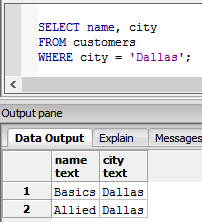 SELECT name, city
FROM customers
WHERE city = 'Dallas';
Output pane
Data Output Explain Messages
name city
text text
1 Basics Dallas
2 Allied Dallas